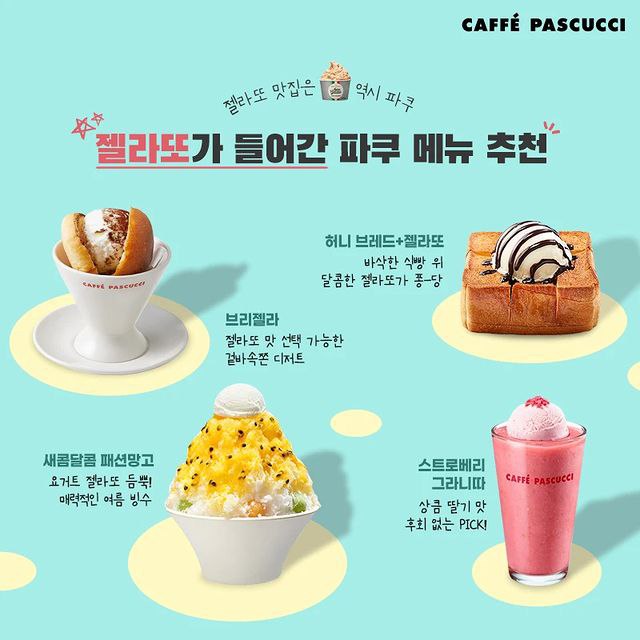 CAFFÉ PASCUCCI
젤라또 맛집은 역시 파쿠
젤라또가 들어간 파쿠 메뉴 추천
허니 브레드+젤라또
바삭한 식빵 위
달콤한 젤라또가 퐁-당
CAFFÉ PASCUCCI
브리젤라
젤라또 맛 선택 가능한
겉바속쫀 디저트
새콤달콤 패션망고
요거트 젤라또 듬뿍!
매력적인 여름 빙수
스트로베리
그라니따
상큼 딸기 맛
후회 없는 PICK!
CAFFÉ PASCUCCI